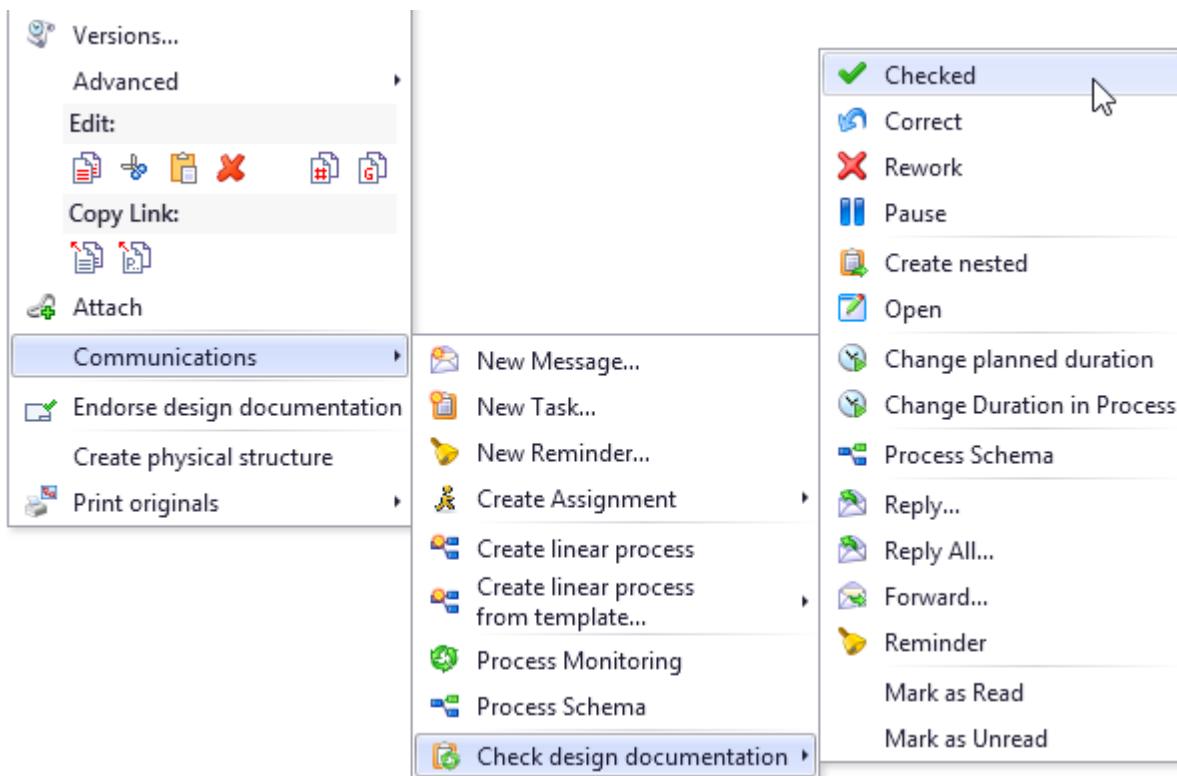 Versions...
Advanced
Edit:
Copy Link:
Attach
Communications
Endorse design documentation
Create physical structure
Print originals
New Message...
New Task...
New Reminder...
Create Assignment
Create linear process
Create linear process
from template...
Process Monitoring
Process Schema
Check design documentation
Checked
Correct
Rework
Pause
Create nested
Open
Change planned duration
Change Duration in Process
Process Schema
Reply...
Reply All...
Forward...
Reminder
Mark as Read
Mark as Unread